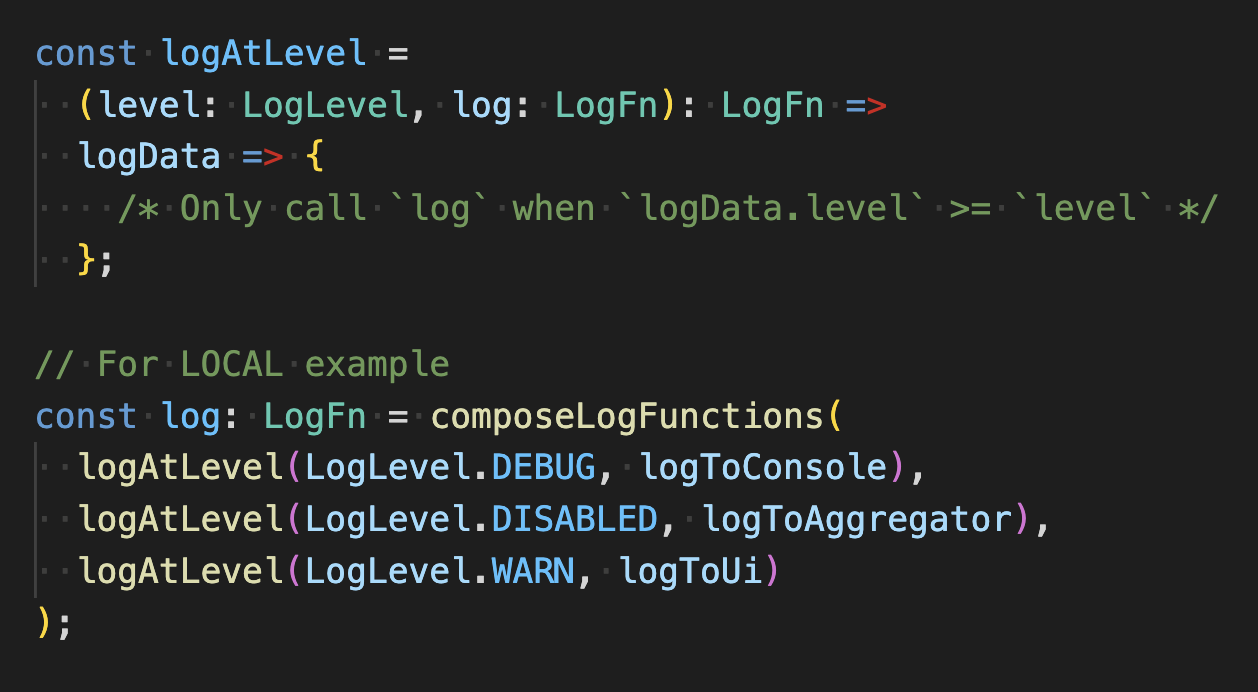 const logAtLevel =
  (level: LogLevel, log: LogFn): LogFn =>
  logData => {
    /* Only call `log` when `logData.level` >= `level` */
  };

// For LOCAL example
const log: LogFn = composeLogFunctions(
  logAtLevel(LogLevel.DEBUG, logToConsole),
  logAtLevel(LogLevel.DISABLED, logToAggregator),
  logAtLevel(LogLevel.WARN, logToUi)
);